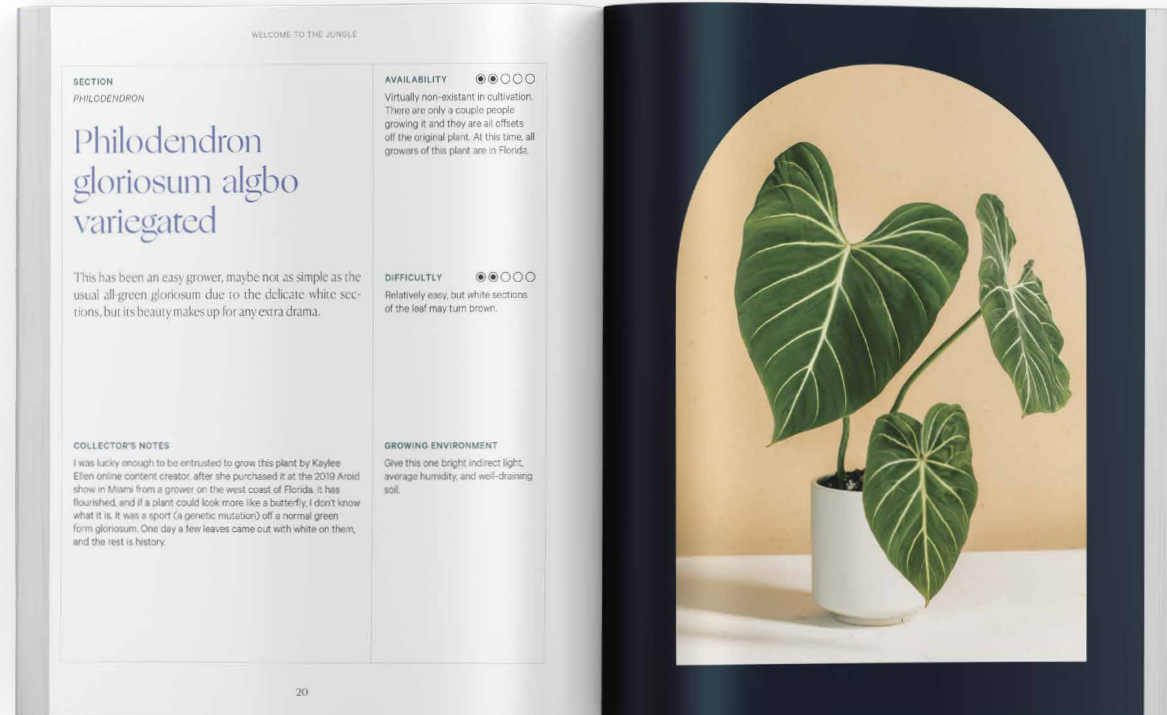 WELCOME TO THE JUNGLE
SECTION
PHILODENDRON
Philodendron
gloriosum algbo
variegated
This has been an easy grower, maybe not as simple as the
usual all-green gloriosum due to the delicate white sec-
tions, but its beauty makes up for any extra drama.
COLLECTOR'S NOTES
I was lucky enough to be entrusted to grow this plant by Kaylee
Ellen online content creator, after she purchased it at the 2019 Aroid
show in Miami from a grower on the west coast of Florida. It has
flourished, and if a plant could look more like a butterfly, I don't know
what it is. It was a sport (a genetic mutation) off a normal green
form gloriosum. One day a few leaves came out with white on them,
and the rest is history.
AVAILABILITY
Virtually non-existant in cultivation.
There are only a couple people
growing it and they are all offsets
off the original plant. At this time, all
growers of this plant are in Florida.
DIFFICULTLY
Relatively easy, but white sections
of the leaf may turn brown.
GROWING ENVIRONMENT
Give this one bright indirect light,
average humidity, and well-draining
soil.
20